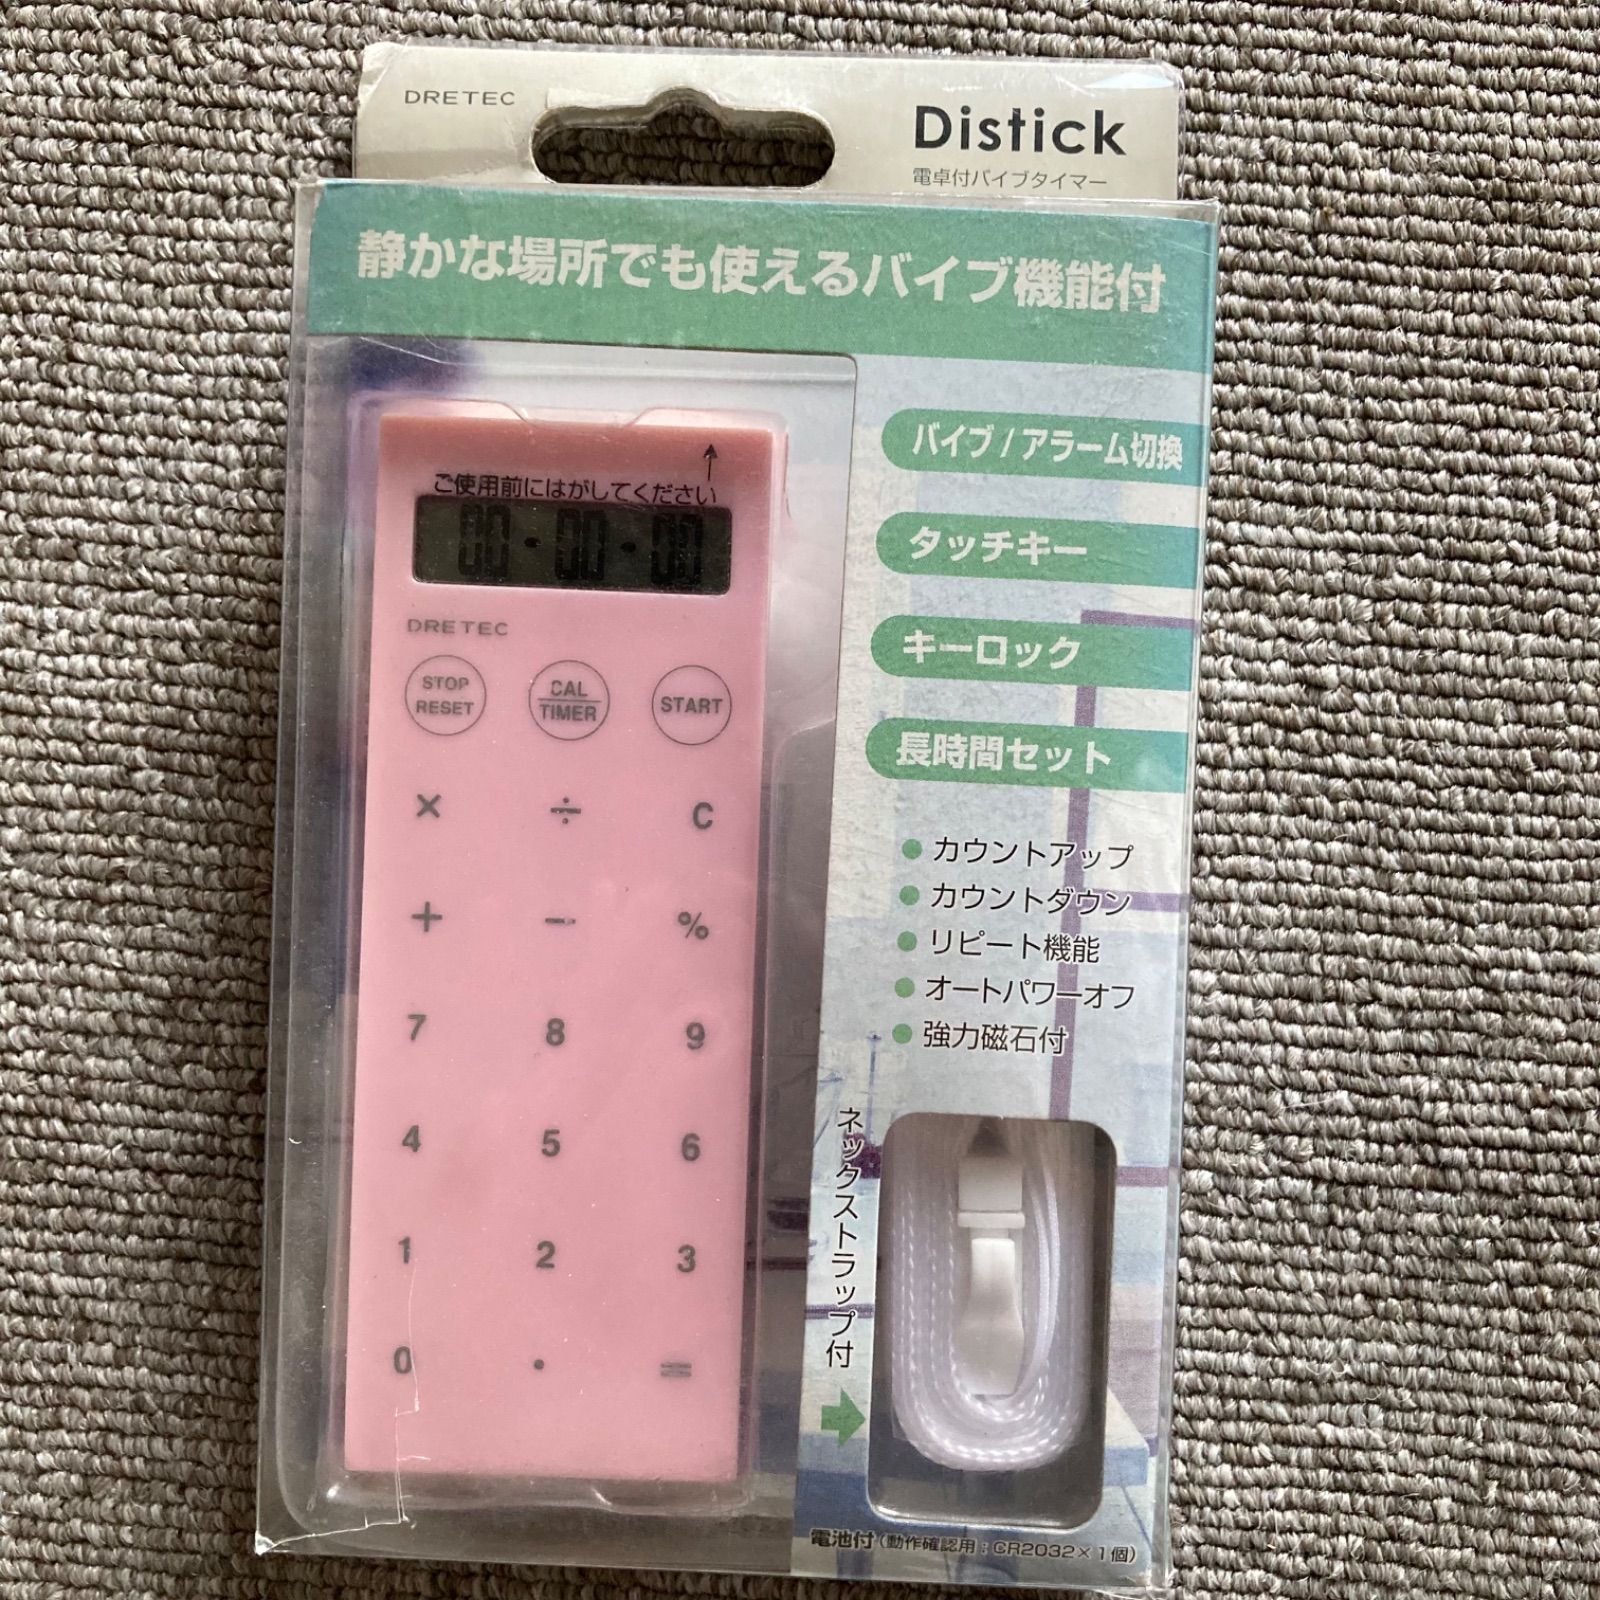 DRETEC
Distick
電卓付バイブタイマー
静かな場所でも使えるバイブ機能付
バイブ/アラーム切換
タッチキー
キーロック
長時間セット
カウントアップ
カウントダウン
リピート機能
オートパワーオフ
強力磁石付
ネックストラップ付
電池付(動作確認用:CR2032×1個)
ご使用前にはがしてください
00・00・00
DRETEC
STOP RESET
CAL TIMER
START
× ÷ C
+ − %
7 8 9
4 5 6
1 2 3
0 ・ =